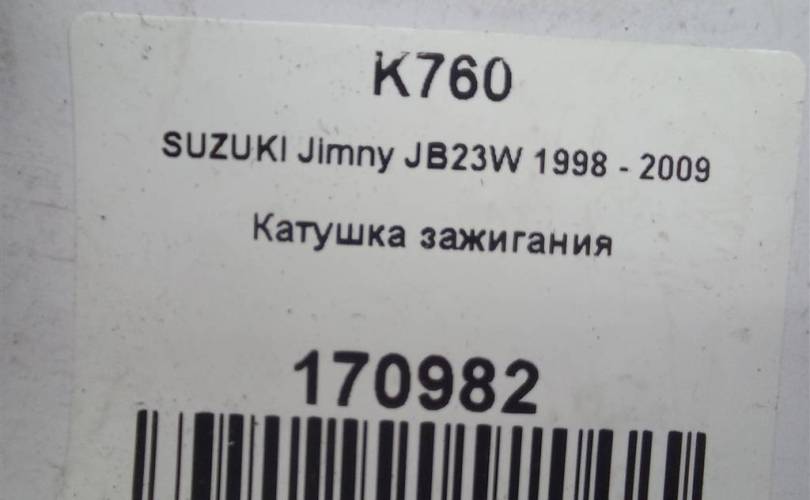 K760
SUZUKI Jimny JB23W 1998 - 2009
Катушка зажигания
170982